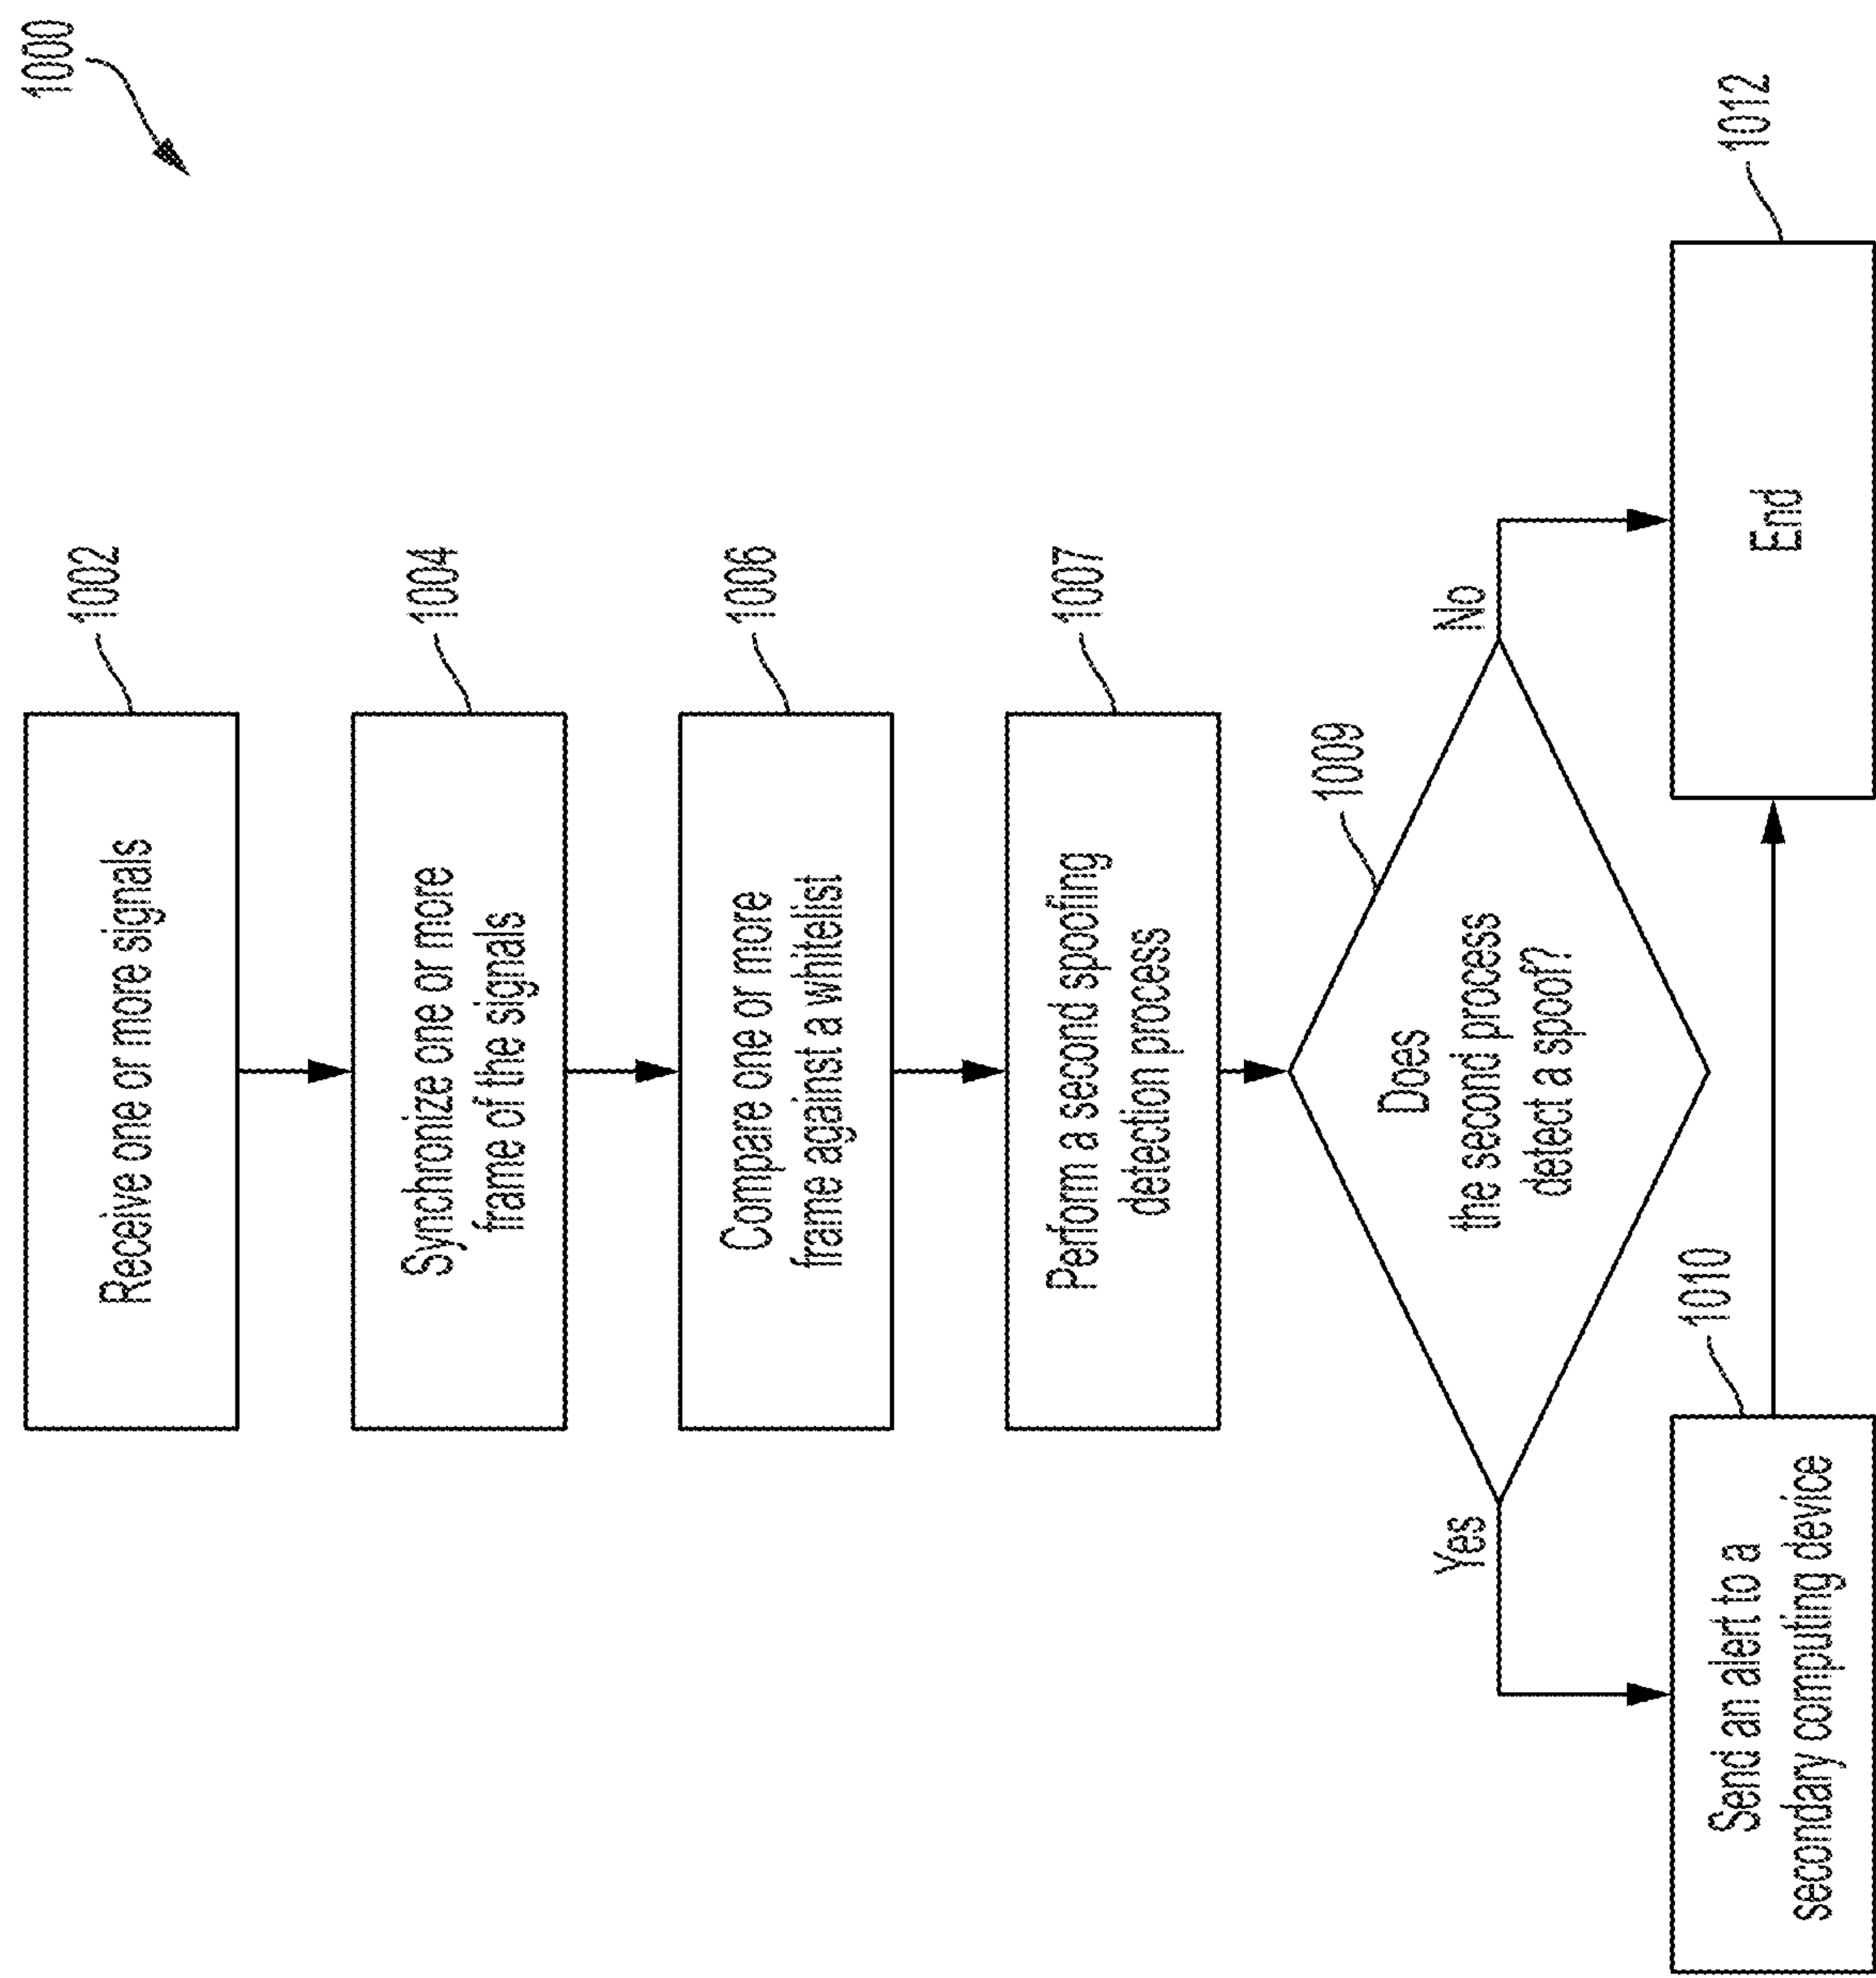 1000
1002
Receive one or more signals
1004
Synchronize one or more
frame of the signals
1006
Compare one or more
frame against a whitelist
1007
Perform a second spoofing
detection process
1009
Does
the second process
detect a spoof?
Yes
No
1010
Send an alert to a
secondary computing device
1012
End